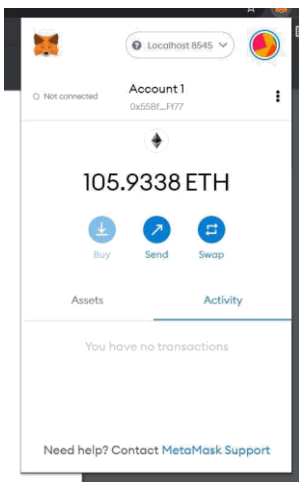 Localhost 8545
Not connected
Account 1
0x55Bf...Ff77
105.9338 ETH
Buy
Send
Swap
Assets
Activity
You have no transactions
Need help? Contact MetaMask Support